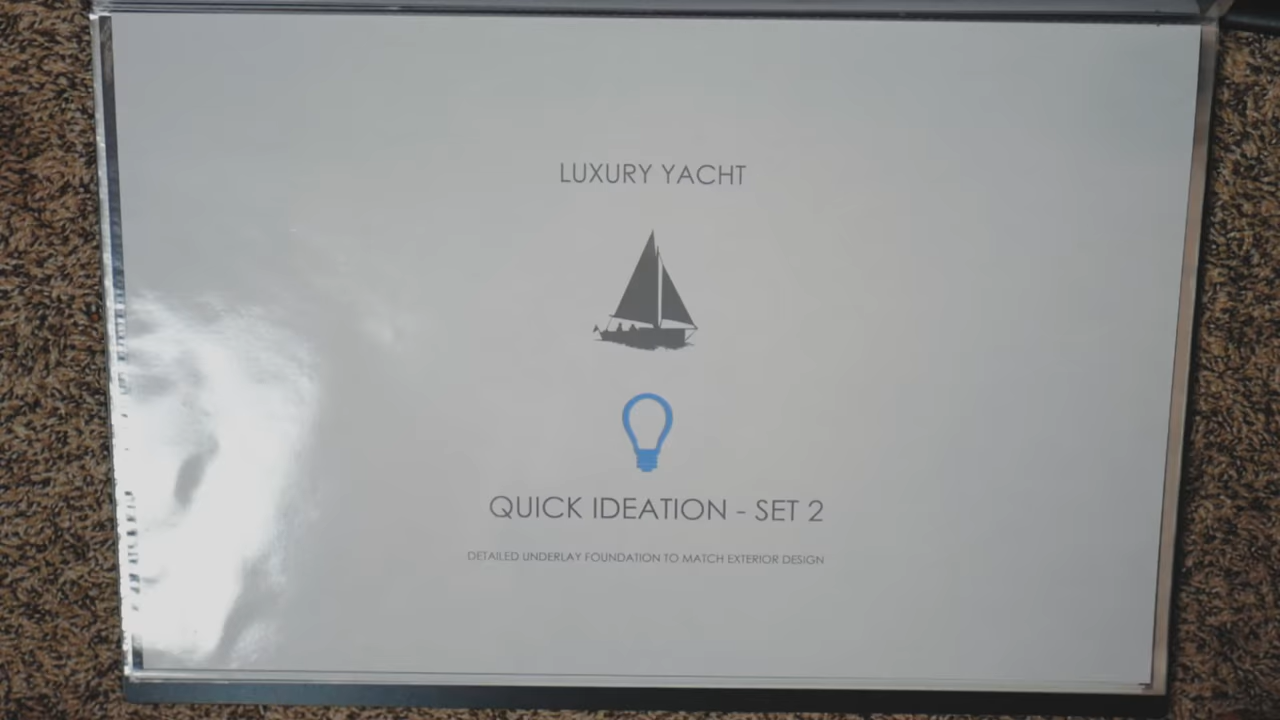 LUXURY YACHT
QUICK IDEATION - SET 2
DETAILED UNDERLAY FOUNDATION TO MATCH EXTERIOR DESIGN